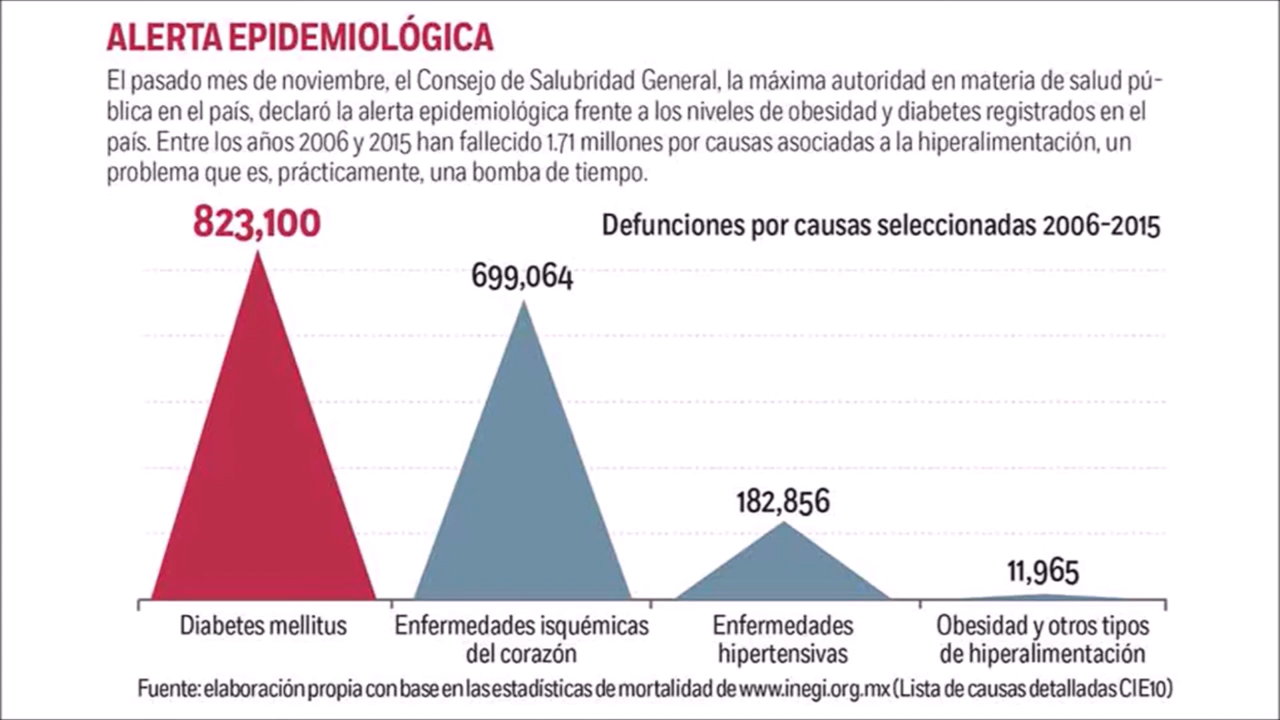 ALERTA EPIDEMIOLÓGICA
El pasado mes de noviembre, el Consejo de Salubridad General, la máxima autoridad en materia de salud pú-
blica en el país, declaró la alerta epidemiológica frente a los niveles de obesidad y diabetes registrados en el
país. Entre los años 2006 y 2015 han fallecido 1.71 millones por causas asociadas a la hiperalimentación, un
problema que es, prácticamente, una bomba de tiempo.
Defunciones por causas seleccionadas 2006-2015
823,100
699,064
182,856
11,965
Diabetes mellitus
Enfermedades isquémicas
del corazón
Enfermedades
hipertensivas
Obesidad y otros tipos
de hiperalimentación
Fuente: elaboración propia con base en las estadísticas de mortalidad de www.inegi.org.mx (Lista de causas detalladas CIE10)